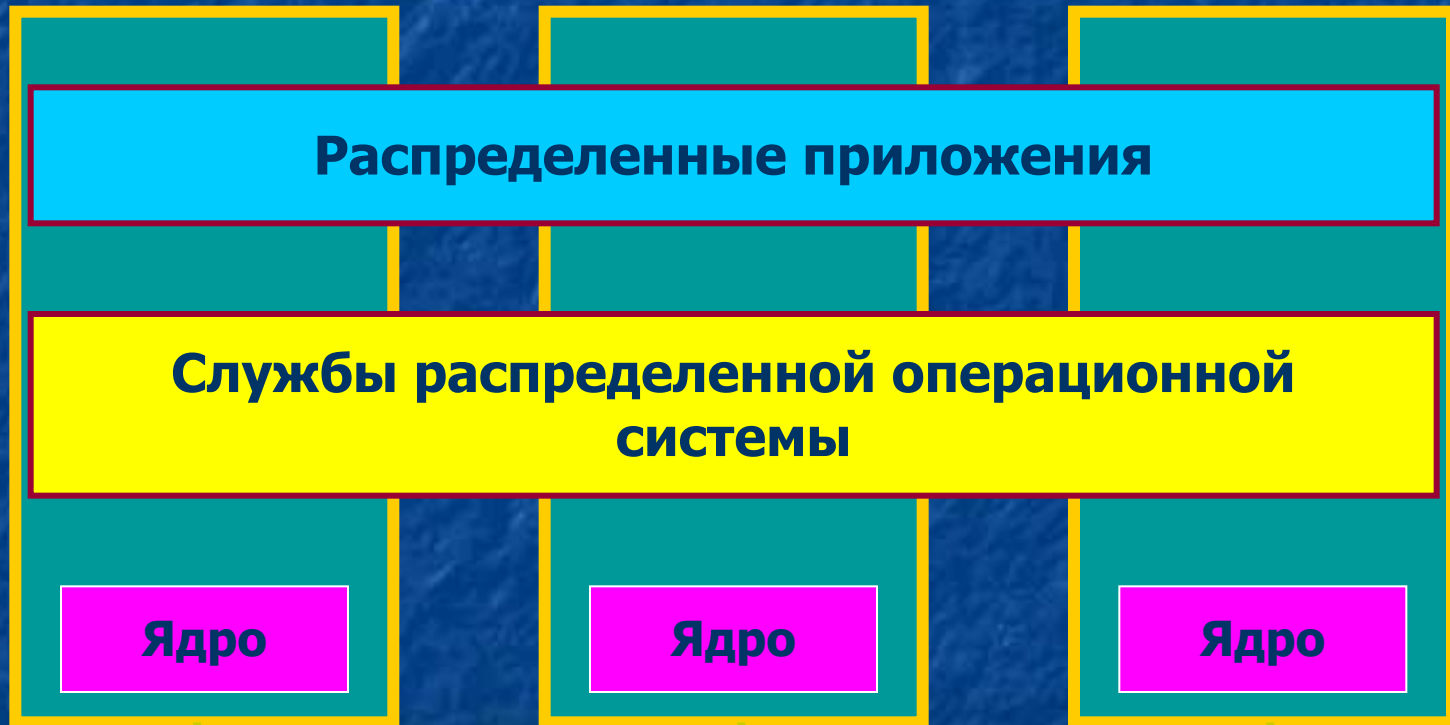 Распределенные приложения
Службы распределенной операционной
системы
Ядро
Ядро
Ядро